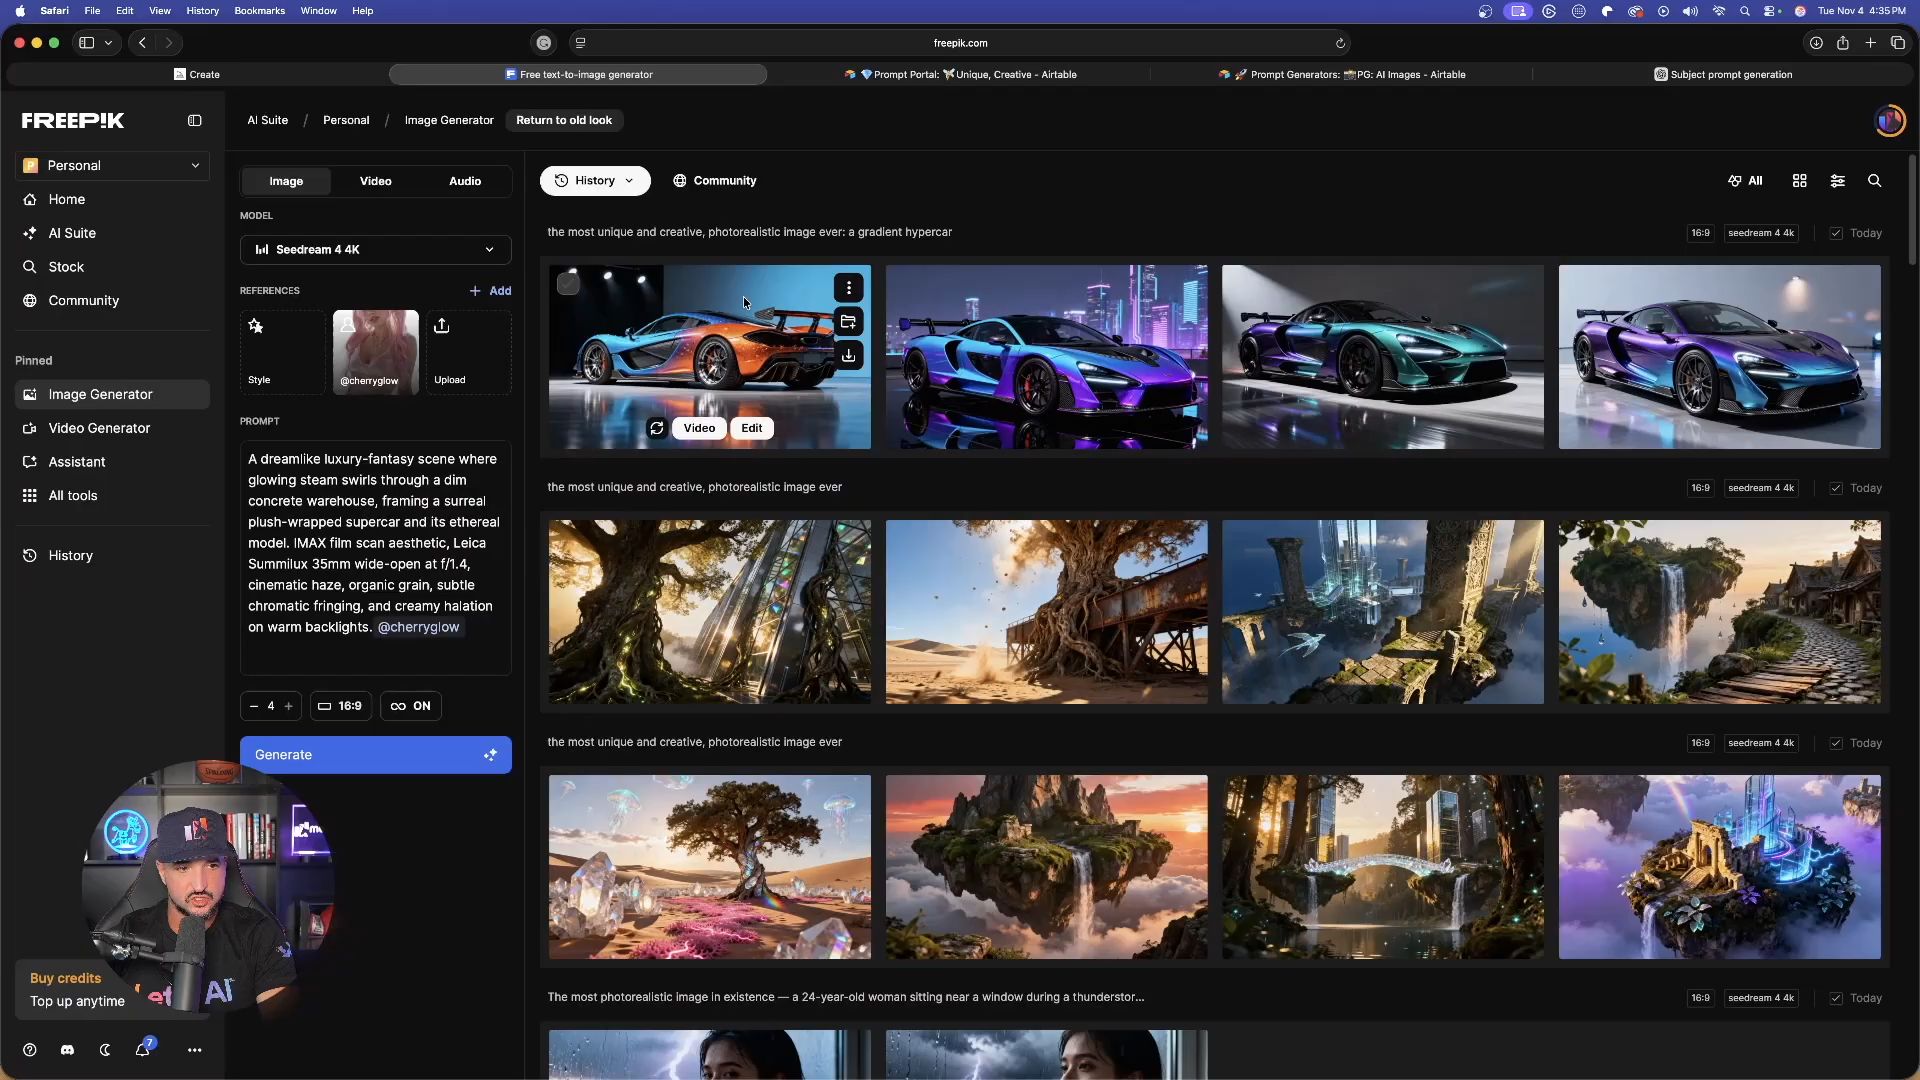 Safari File Edit View History Bookmarks Window Help
Tue Nov 4 4:35 PM
freepik.com
Create
Free text-to-image generator
Prompt Portal: Unique, Creative - Airtable
Prompt Generators: PG: AI Images - Airtable
Subject prompt generation
FREEP!K
AI Suite / Personal / Image Generator
Return to old look
P Personal
Home
AI Suite
Stock
Community
Pinned
Image Generator
Video Generator
Assistant
All tools
History
Buy credits
Top up anytime
7
Image Video Audio
MODEL
Seedream 4 4K
REFERENCES
+ Add
Style
@cherryglow
Upload
PROMPT
A dreamlike luxury-fantasy scene where
glowing steam swirls through a dim
concrete warehouse, framing a surreal
plush-wrapped supercar and its ethereal
model. IMAX film scan aesthetic, Leica
Summilux 35mm wide-open at f/1.4,
cinematic haze, organic grain, subtle
chromatic fringing, and creamy halation
on warm backlights. @cherryglow
− 4 +
16:9
ON
Generate
History
Community
All
the most unique and creative, photorealistic image ever: a gradient hypercar
16:9 seedream 4 4k Today
Video Edit
the most unique and creative, photorealistic image ever
16:9 seedream 4 4k Today
the most unique and creative, photorealistic image ever
16:9 seedream 4 4k Today
The most photorealistic image in existence — a 24-year-old woman sitting near a window during a thunderstor...
16:9 seedream 4 4k Today
SPALDING
AI